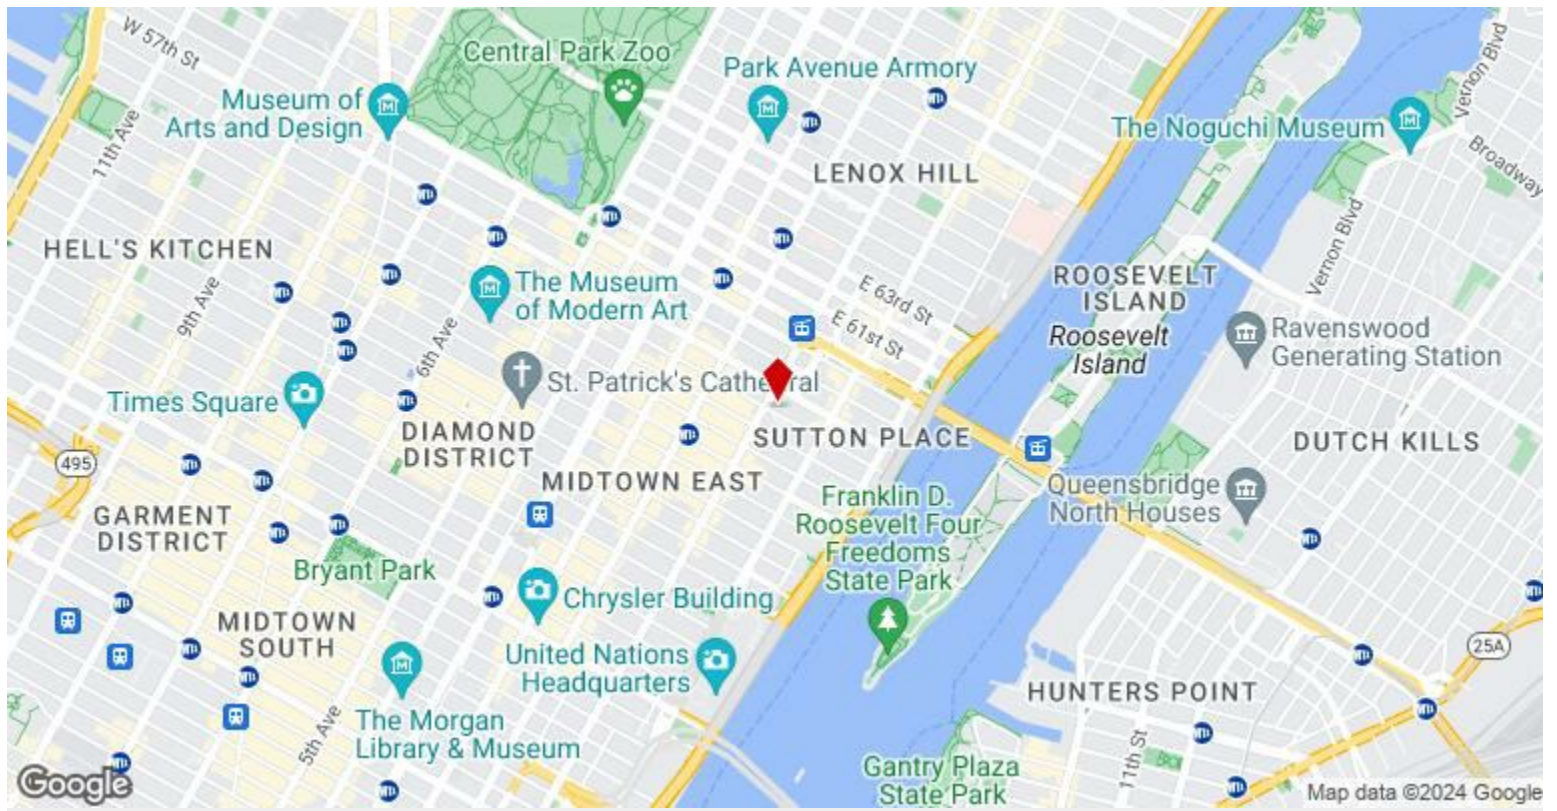 W 57th St
Central Park Zoo
Park Avenue Armory
Vernon Blvd
Museum of
Arts and Design
11th Ave
The Noguchi Museum
Broadway
LENOX HILL
HELL'S KITCHEN
Vernon Blvd
The Museum
of Modern Art
9th Ave
6th Ave
E 63rd St
E 61st St
ROOSEVELT
ISLAND
Roosevelt
Island
Ravenswood
Generating Station
St. Patrick's Cathedral
Times Square
DIAMOND
DISTRICT
SUTTON PLACE
DUTCH KILLS
495
MIDTOWN EAST
Queensbridge
North Houses
GARMENT
DISTRICT
Franklin D.
Roosevelt Four
Freedoms
State Park
Bryant Park
Chrysler Building
MIDTOWN
SOUTH
United Nations
Headquarters
25A
HUNTERS POINT
The Morgan
Library & Museum
5th Ave
11th St
Gantry Plaza
State Park
Google
Map data ©2024 Google